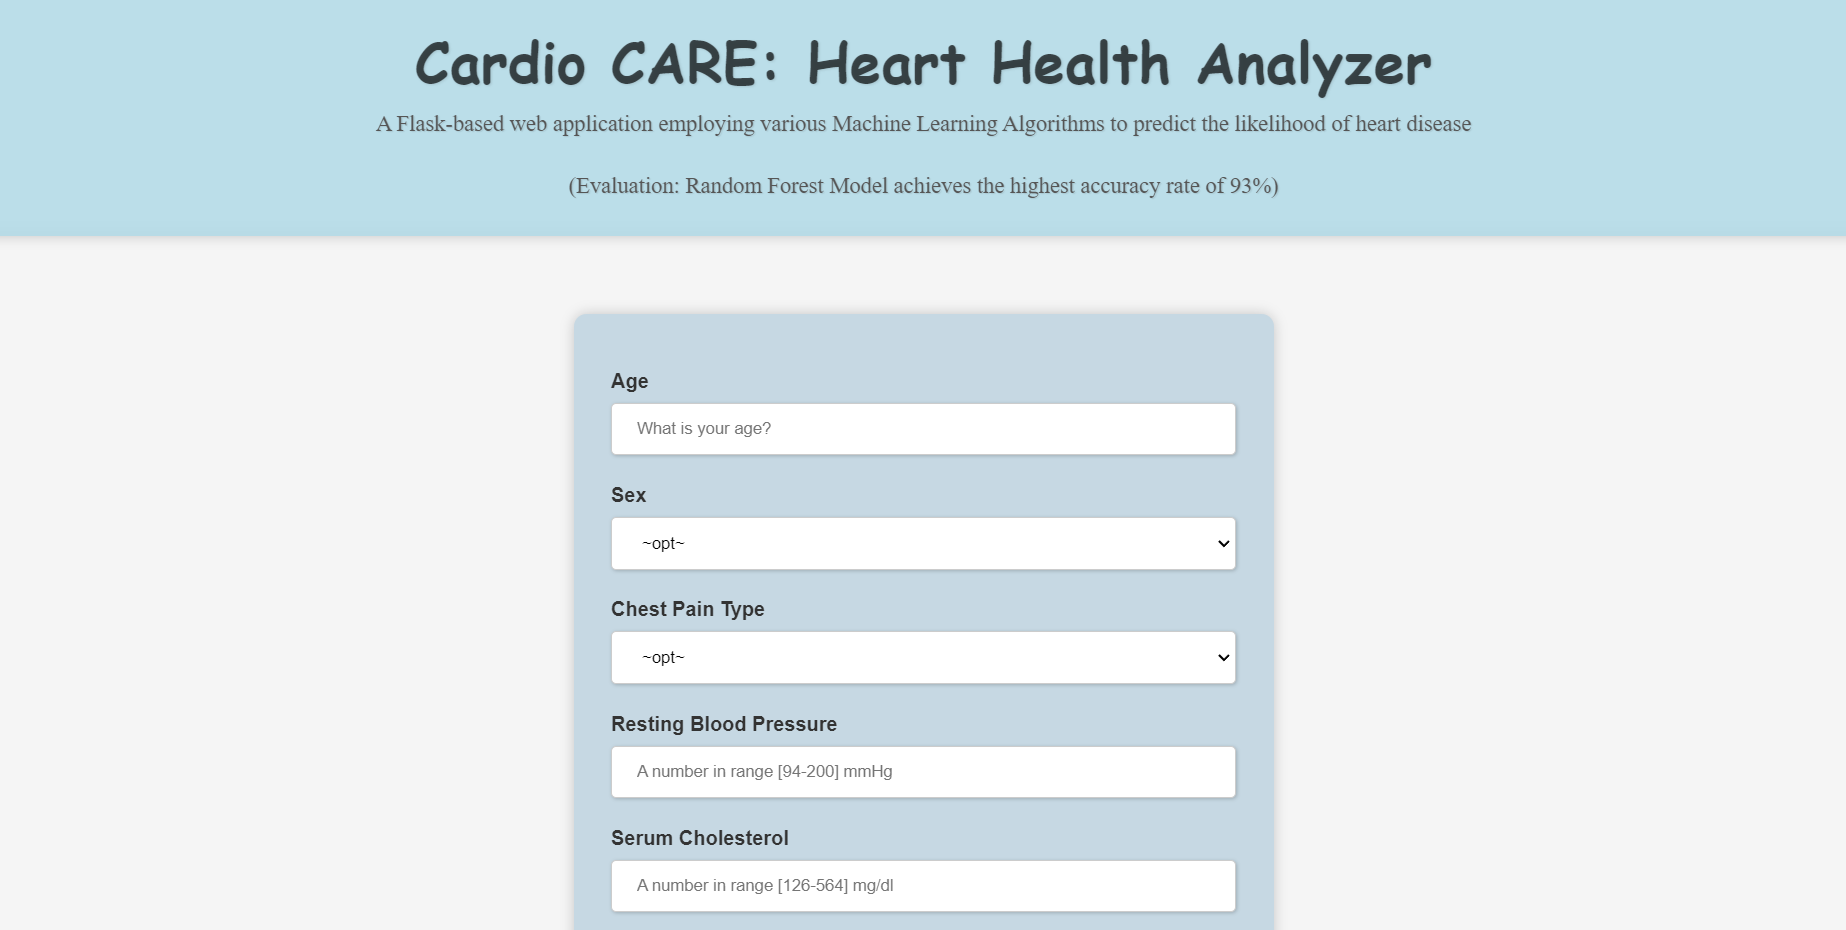 Cardio CARE: Heart Health Analyzer
A Flask-based web application employing various Machine Learning Algorithms to predict the likelihood of heart disease
(Evaluation: Random Forest Model achieves the highest accuracy rate of 93%)
Age
What is your age?
Sex
~opt~
Chest Pain Type
~opt~
Resting Blood Pressure
A number in range [94-200] mmHg
Serum Cholesterol
A number in range [126-564] mg/dl